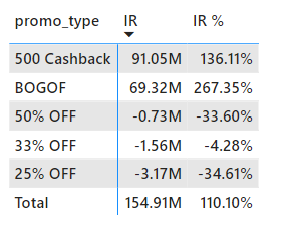 promo_type IR IR %
500 Cashback 91.05M 136.11%
BOGOF 69.32M 267.35%
50% OFF -0.73M -33.60%
33% OFF -1.56M -4.28%
25% OFF -3.17M -34.61%
Total 154.91M 110.10%